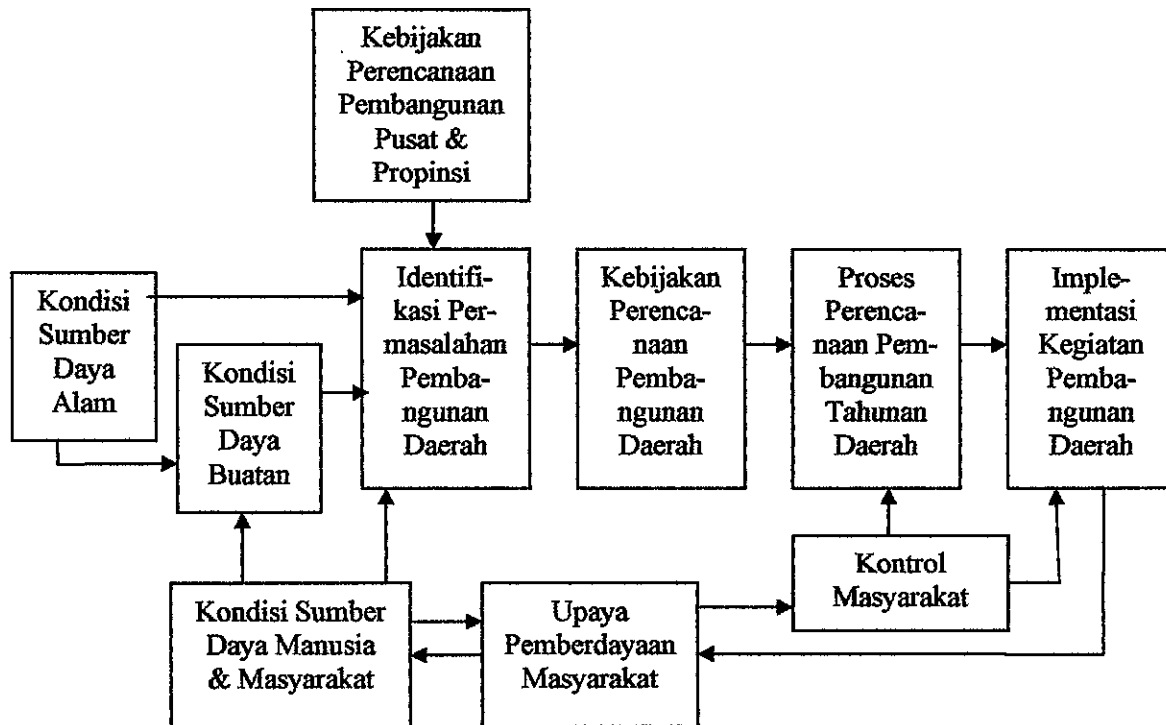 Kebijakan
Perencanaan
Pembangunan
Pusat &
Propinsi
Kondisi
Sumber
Daya
Alam
Kondisi
Sumber
Daya
Buatan
Identifi-
kasi Per-
masalahan
Pemba-
ngunan
Daerah
Kebijakan
Perenca-
naan
Pemba-
ngunan
Daerah
Proses
Perenca-
naan Pem-
bangunan
Tahunan
Daerah
Imple-
mentasi
Kegiatan
Pemba-
ngunan
Daerah
Kondisi Sumber
Daya Manusia
& Masyarakat
Upaya
Pemberdayaan
Masyarakat
Kontrol
Masyarakat